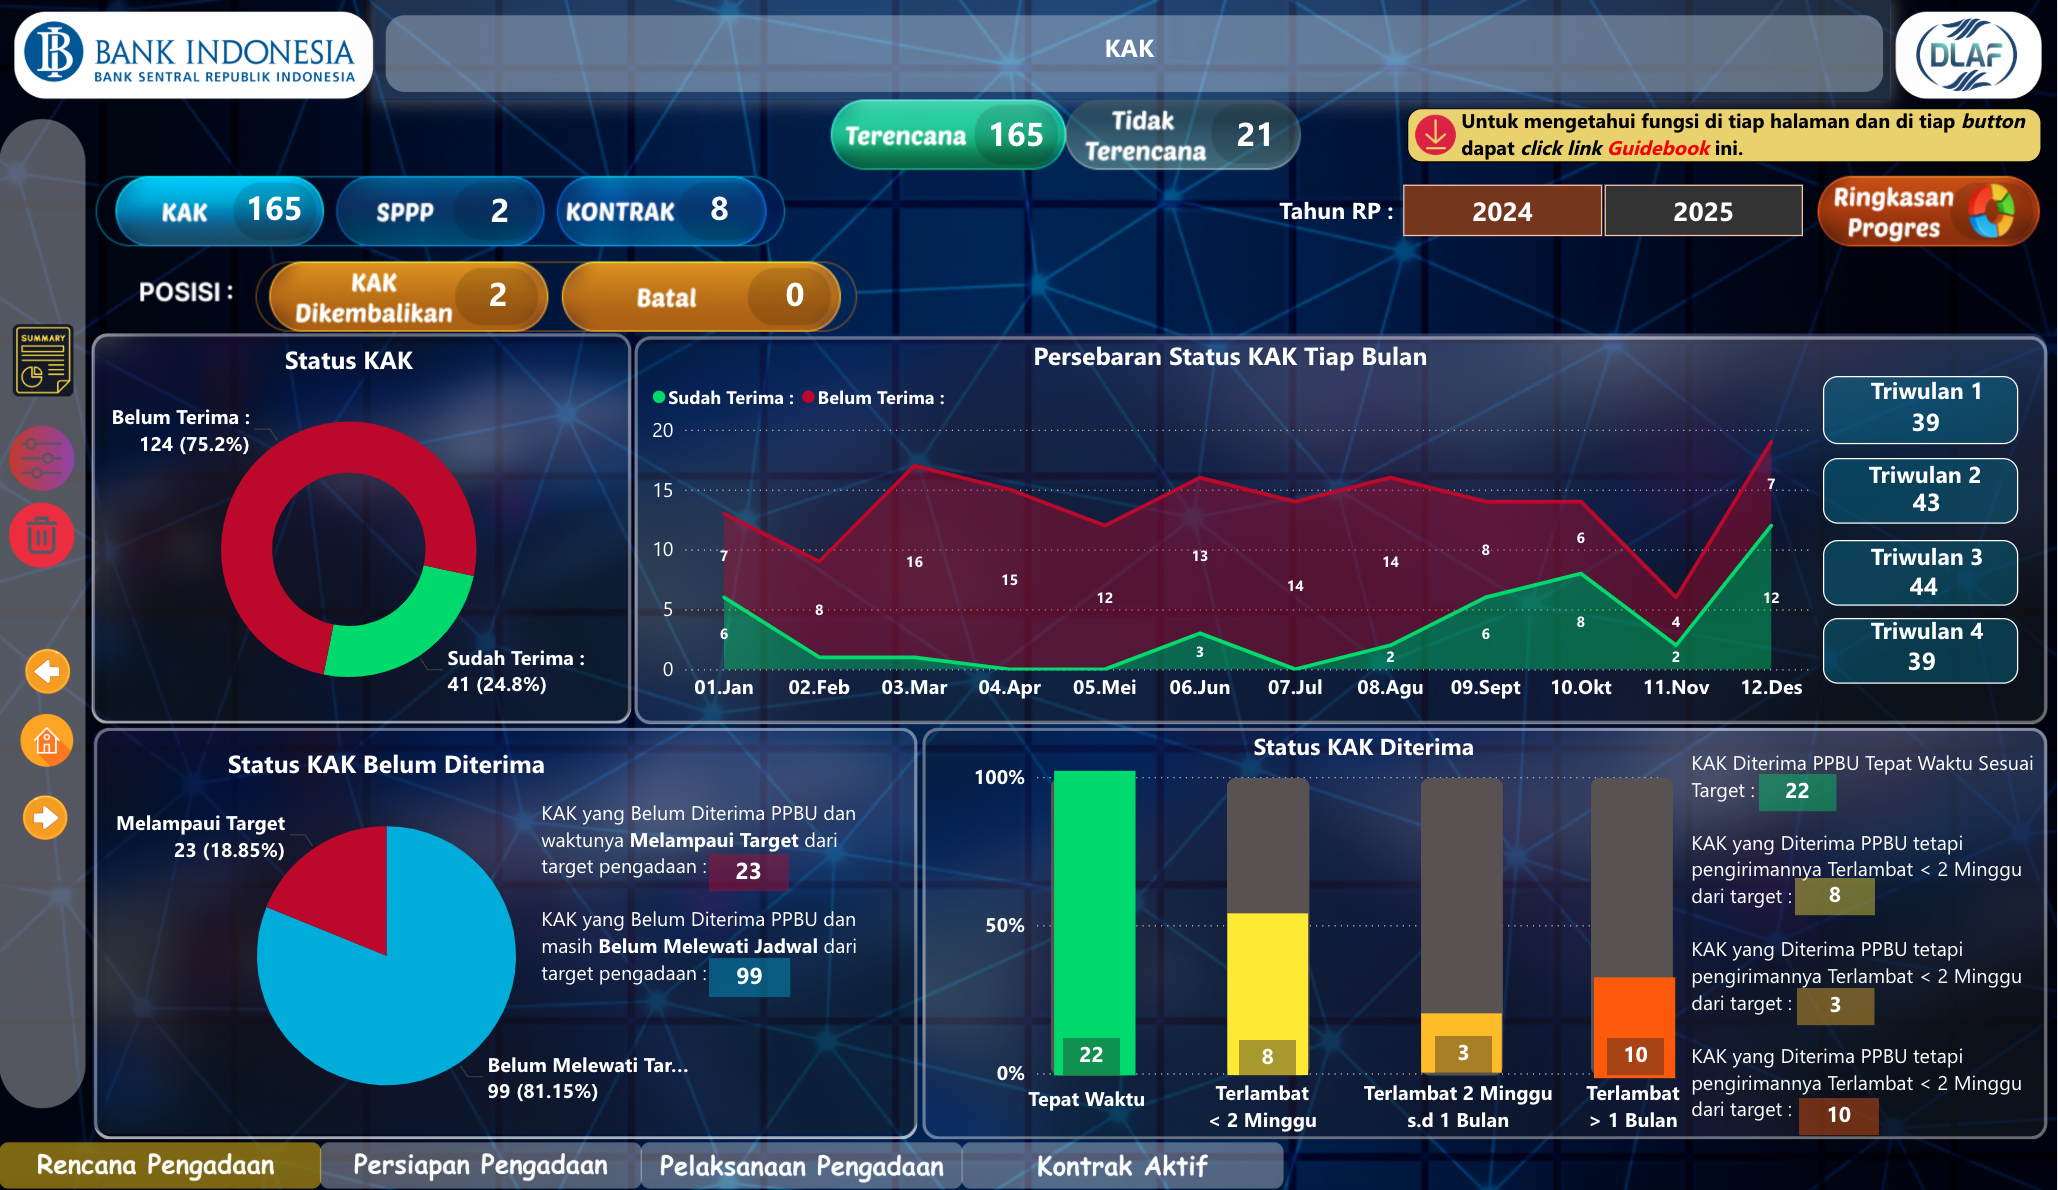 BANK INDONESIA
BANK SENTRAL REPUBLIK INDONESIA
KAK
DLAF
Terencana 165
Tidak
Terencana
21
Untuk mengetahui fungsi di tiap halaman dan di tiap button
dapat click link Guidebook ini.
KAK 165
SPPP 2
KONTRAK 8
Tahun RP :
2024
2025
Ringkasan
Progres
POSISI :
KAK
Dikembalikan
2
Batal 0
SUMMARY
Status KAK
Belum Terima :
124 (75.2%)
Sudah Terima :
41 (24.8%)
Persebaran Status KAK Tiap Bulan
Sudah Terima : Belum Terima :
20
15
10
5
0
7 8 16 15 12 13 14 14 8 6 4 7
6 3 2 6 8 2 12
01.Jan 02.Feb 03.Mar 04.Apr 05.Mei 06.Jun 07.Jul 08.Agu 09.Sept 10.Okt 11.Nov 12.Des
Triwulan 1
39
Triwulan 2
43
Triwulan 3
44
Triwulan 4
39
Status KAK Belum Diterima
Melampaui Target
23 (18.85%)
Belum Melewati Tar...
99 (81.15%)
KAK yang Belum Diterima PPBU dan
waktunya Melampaui Target dari
target pengadaan : 23
KAK yang Belum Diterima PPBU dan
masih Belum Melewati Jadwal dari
target pengadaan : 99
Status KAK Diterima
100%
50%
0%
22
8
3
10
Tepat Waktu
Terlambat
< 2 Minggu
Terlambat 2 Minggu
s.d 1 Bulan
Terlambat
> 1 Bulan
KAK Diterima PPBU Tepat Waktu Sesuai
Target : 22
KAK yang Diterima PPBU tetapi
pengirimannya Terlambat < 2 Minggu
dari target : 8
KAK yang Diterima PPBU tetapi
pengirimannya Terlambat < 2 Minggu
dari target : 3
KAK yang Diterima PPBU tetapi
pengirimannya Terlambat < 2 Minggu
dari target : 10
Rencana Pengadaan
Persiapan Pengadaan
Pelaksanaan Pengadaan
Kontrak Aktif